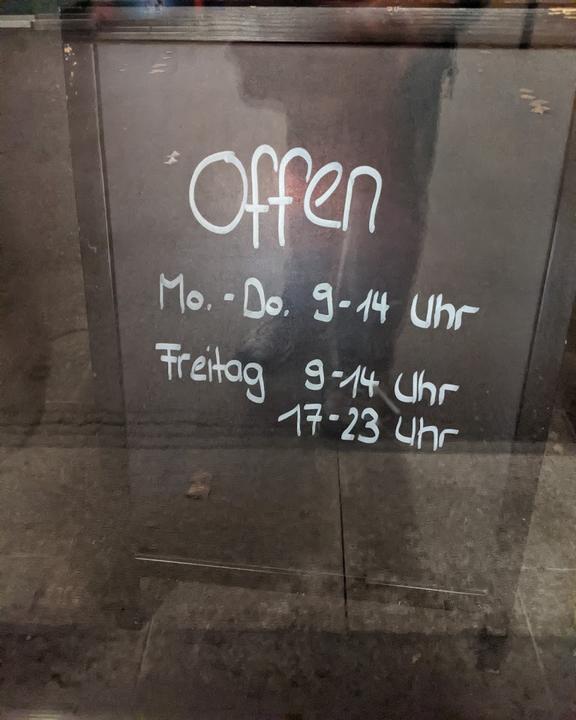 Offen
Mo.-Do. 9-14 Uhr
Freitag 9-14 Uhr
17-23 Uhr